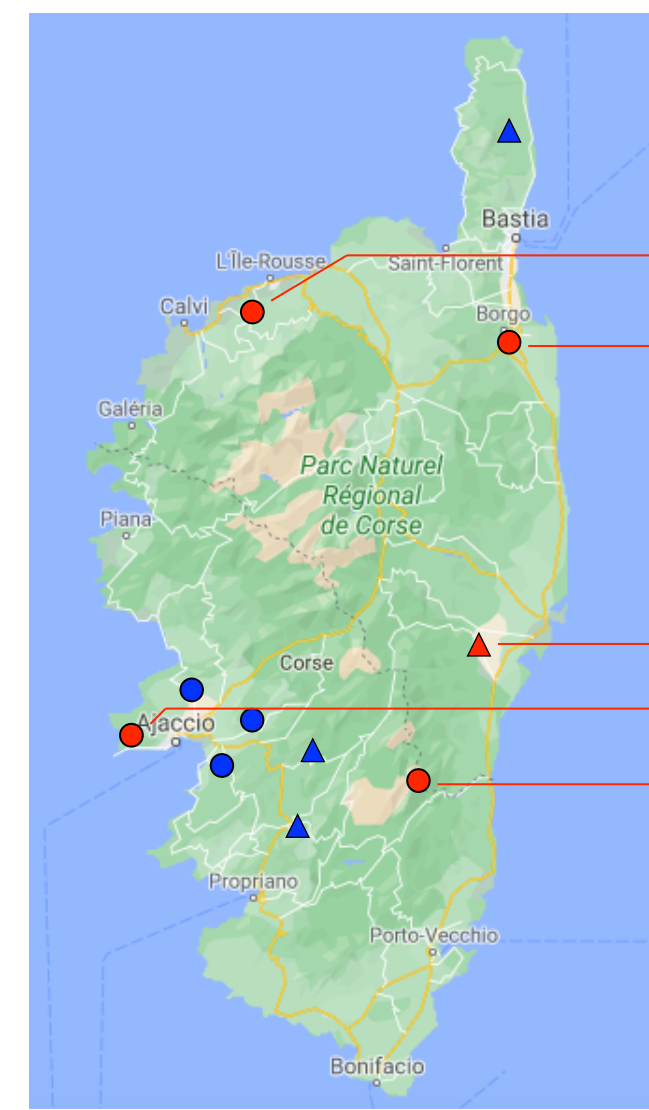 Bastia
L'Île-Rousse
Saint-Florent
Calvi
Borgo
Galéria
Parc Naturel
Régional
de Corse
Piana
Corse
Ajaccio
Propriano
Porto-Vecchio
Bonifacio